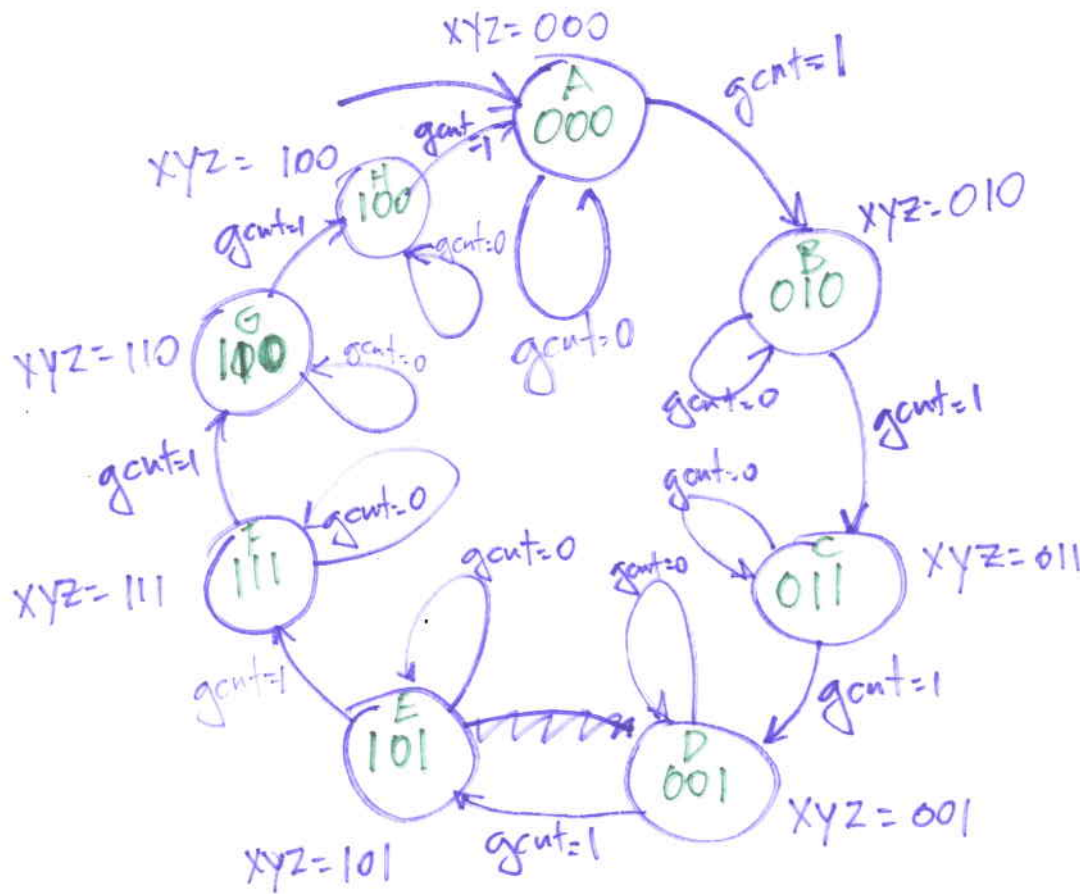 XYZ=000
A
000
gcnt=1
gcnt
=1
XYZ=100
H
100
gcnt=0
gcnt=1
XYZ=010
B
010
gcnt=0
gcnt=0
G
XYZ=110
gcnt=0
gcnt=1
gcnt=1
gcnt=0
F
111
XYZ=111
gcnt=0
gcnt=0
gcnt=0
C
011
XYZ=011
gcnt=1
gcnt=1
E
101
XYZ=101
gcnt=1
D
001
XYZ=001